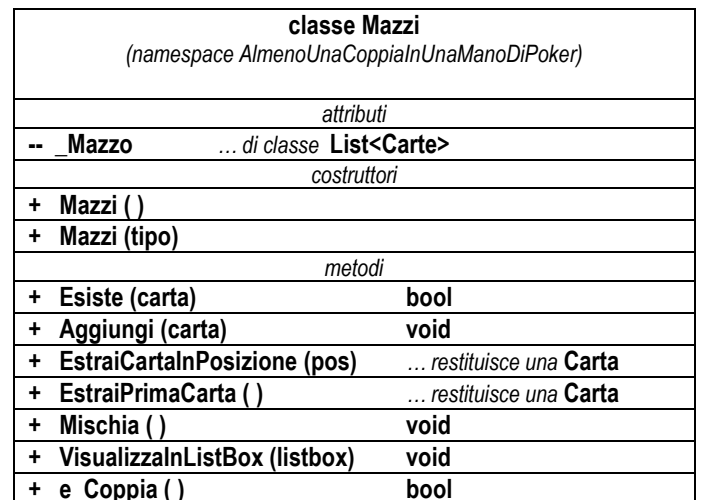 classe Mazzi
(namespace AlmenoUnaCoppiaInUnaManoDiPoker)
attributi
-- _Mazzo … di classe List<Carte>
costruttori
+ Mazzi ( )
+ Mazzi (tipo)
metodi
+ Esiste (carta) bool
+ Aggiungi (carta) void
+ EstraiCartaInPosizione (pos) … restituisce una Carta
+ EstraiPrimaCarta ( ) … restituisce una Carta
+ Mischia ( ) void
+ VisualizzaInListBox (listbox) void
+ e_Coppia ( ) bool